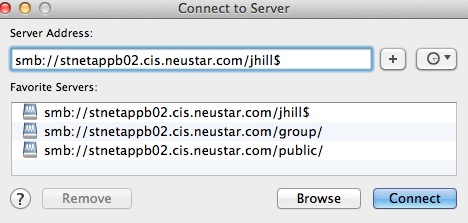 Connect to Server
Server Address:
smb://stnetappb02.cis.neustar.com/jhill$
+
Favorite Servers:
smb://stnetappb02.cis.neustar.com/jhill$
smb://stnetappb02.cis.neustar.com/group/
smb://stnetappb02.cis.neustar.com/public/
? Remove Browse Connect